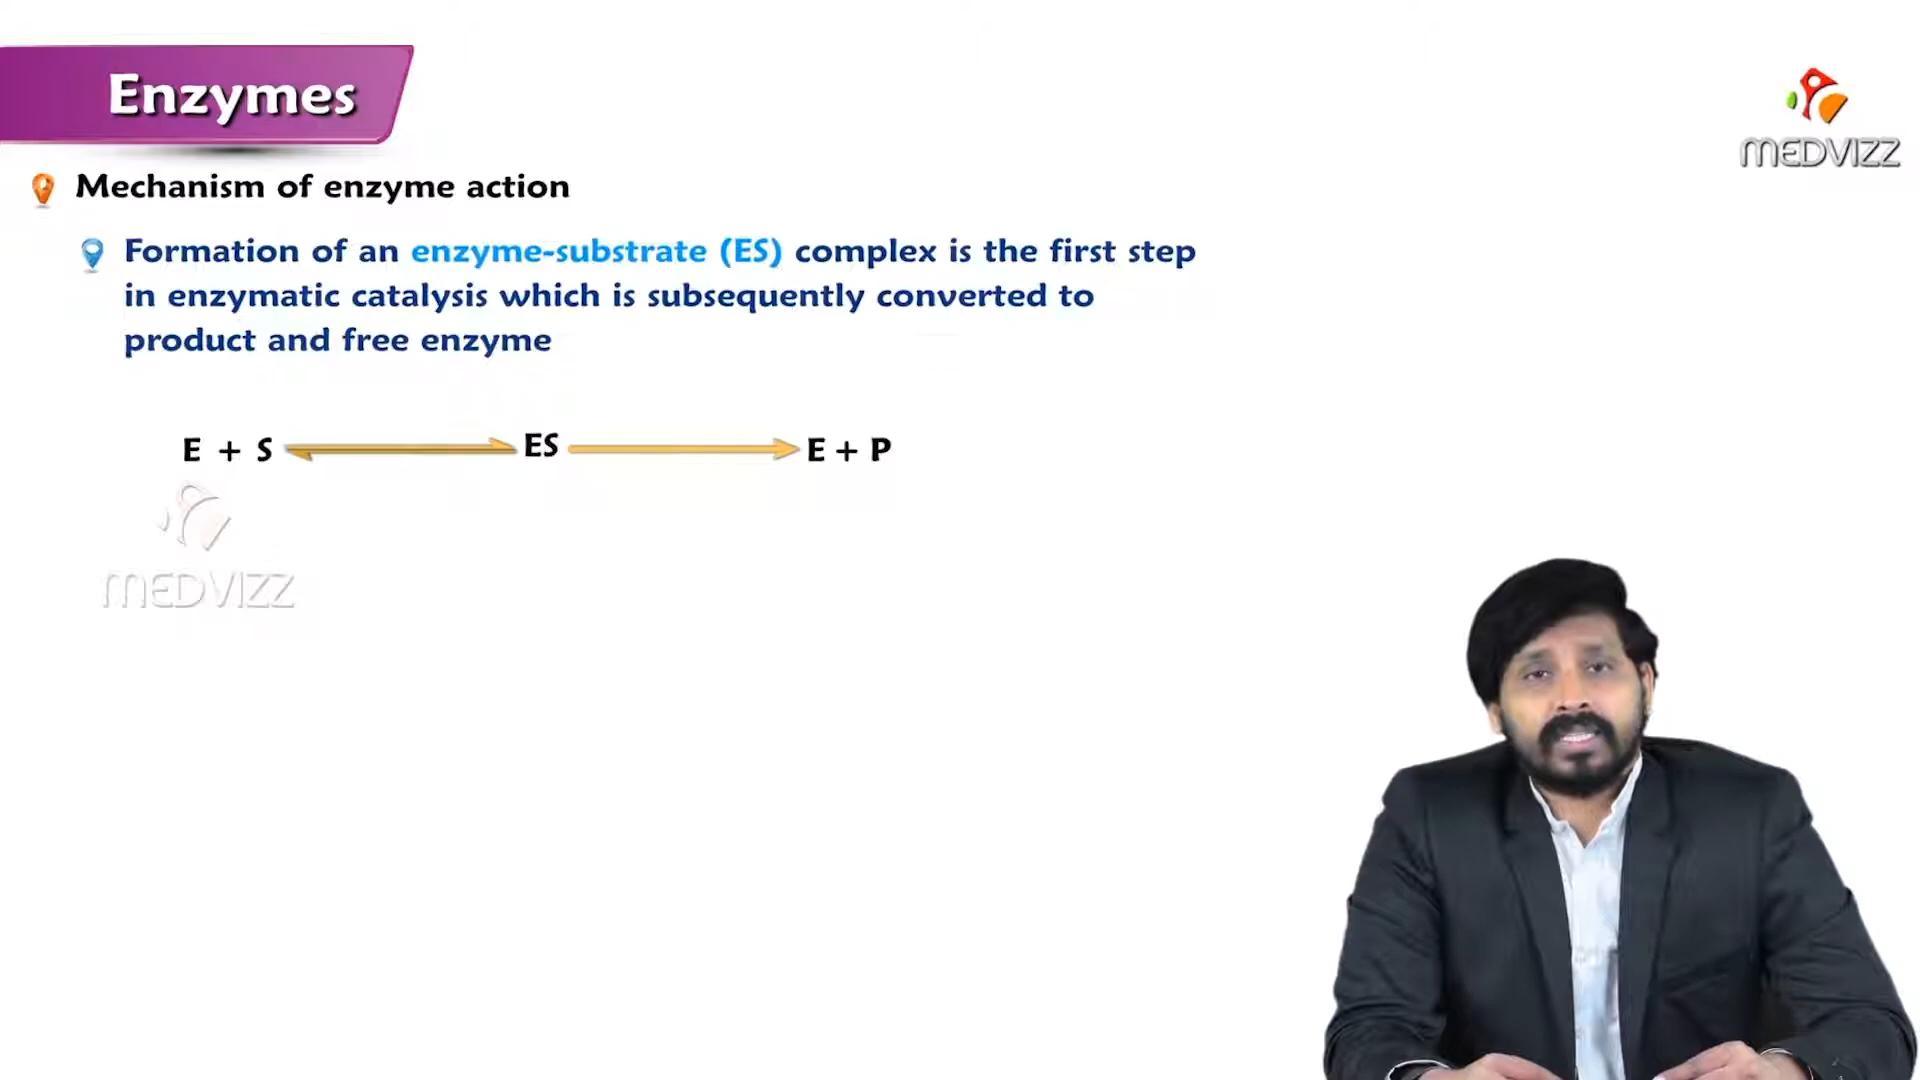 Enzymes
MEDVIZZ
Mechanism of enzyme action
Formation of an enzyme-substrate (ES) complex is the first step
in enzymatic catalysis which is subsequently converted to
product and free enzyme
E + S ES E + P
MEDVIZZ